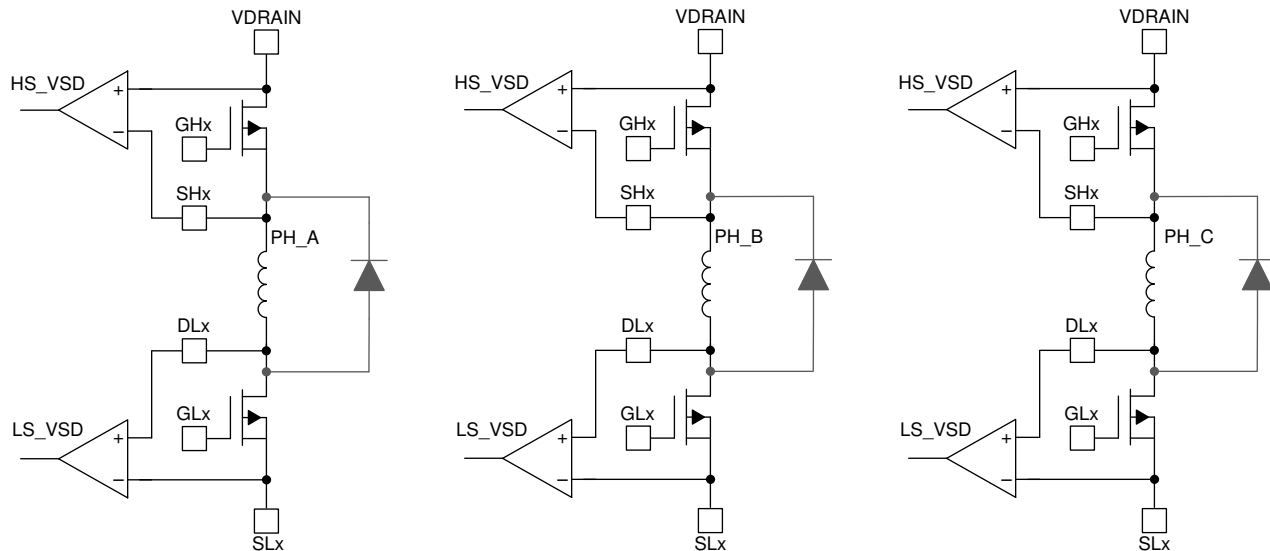 VDRAIN VDRAIN VDRAIN
HS_VSD HS_VSD HS_VSD
+ + +
GHx GHx GHx
− − −
SHx SHx SHx
PH_A PH_B PH_C
DLx DLx DLx
GLx GLx GLx
LS_VSD LS_VSD LS_VSD
+ + +
− − −
SLx SLx SLx